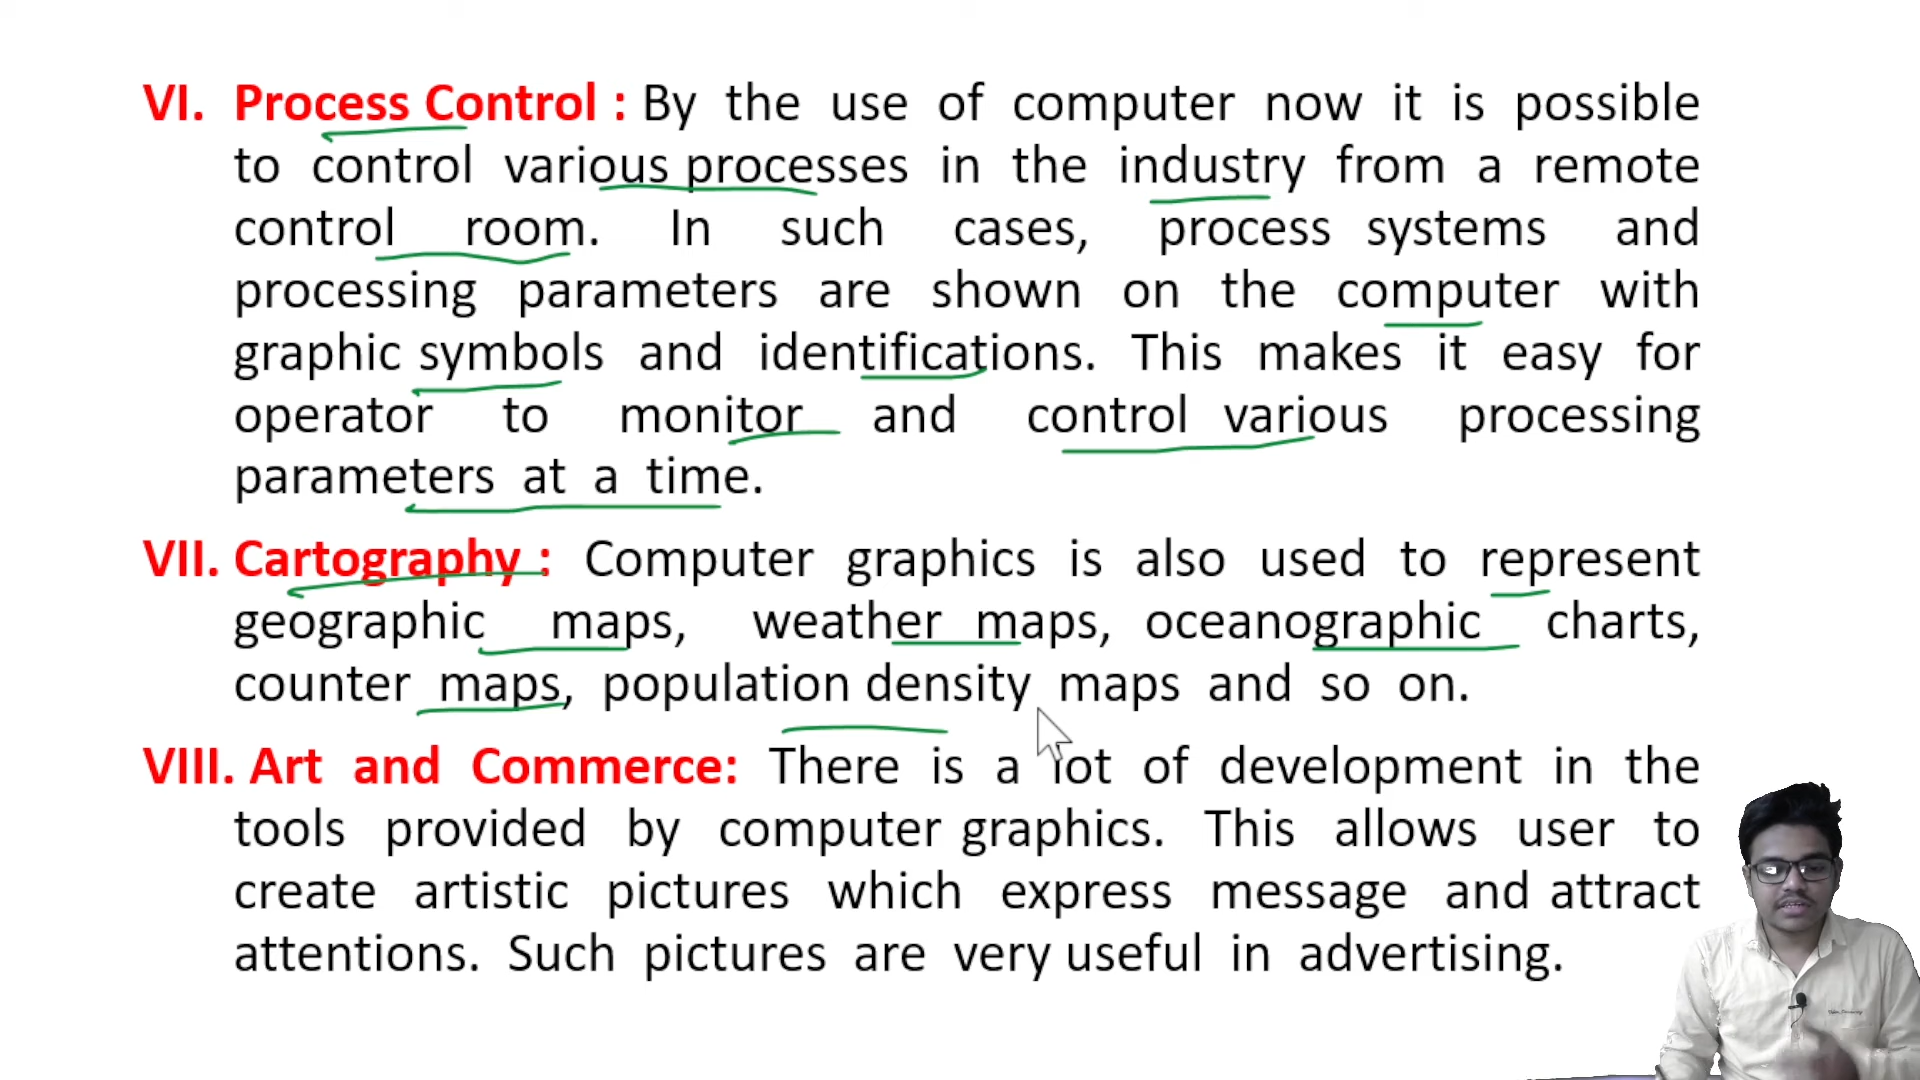 VI. Process Control : By the use of computer now it is possible
to control various processes in the industry from a remote
control room. In such cases, process systems and
processing parameters are shown on the computer with
graphic symbols and identifications. This makes it easy for
operator to monitor and control various processing
parameters at a time.
VII. Cartography : Computer graphics is also used to represent
geographic maps, weather maps, oceanographic charts,
counter maps, population density maps and so on.
VIII. Art and Commerce: There is a lot of development in the
tools provided by computer graphics. This allows user to
create artistic pictures which express message and attract
attentions. Such pictures are very useful in advertising.